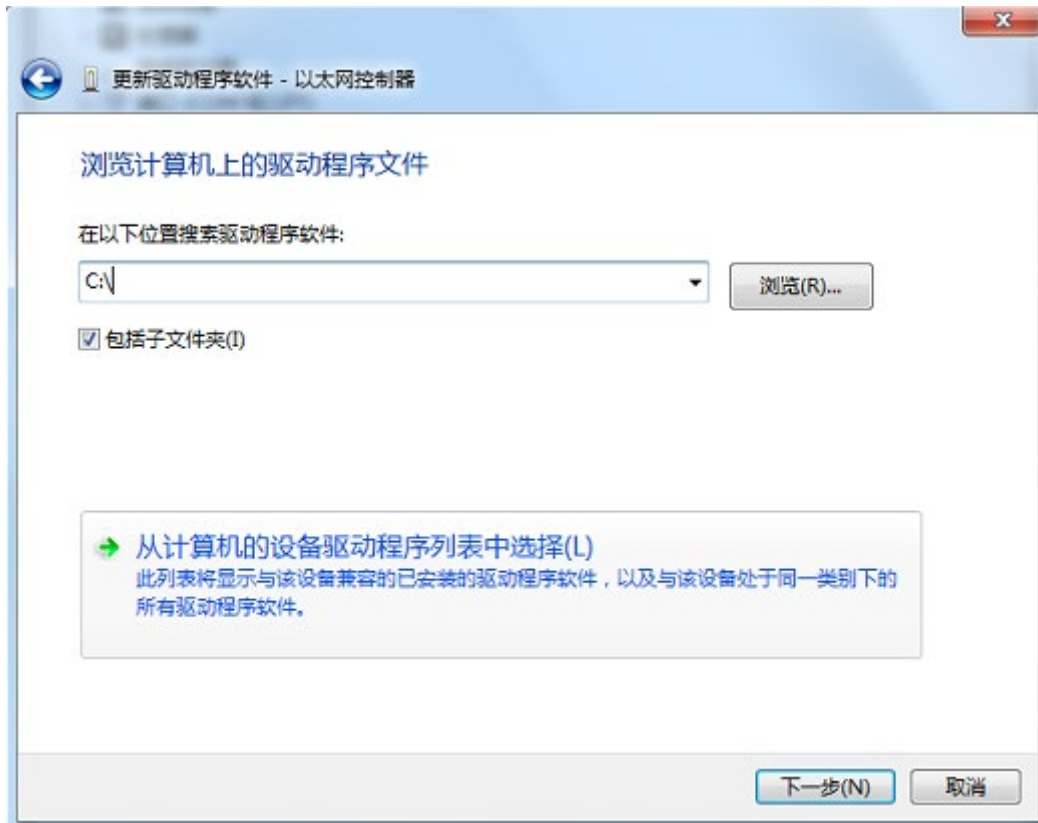 更新驱动程序软件 - 以太网控制器
浏览计算机上的驱动程序文件
在以下位置搜索驱动程序软件:
C:\
浏览(R)...
包括子文件夹(I)
从计算机的设备驱动程序列表中选择(L)
此列表将显示与该设备兼容的已安装的驱动程序软件，以及与该设备处于同一类别下的
所有驱动程序软件。
下一步(N)
取消